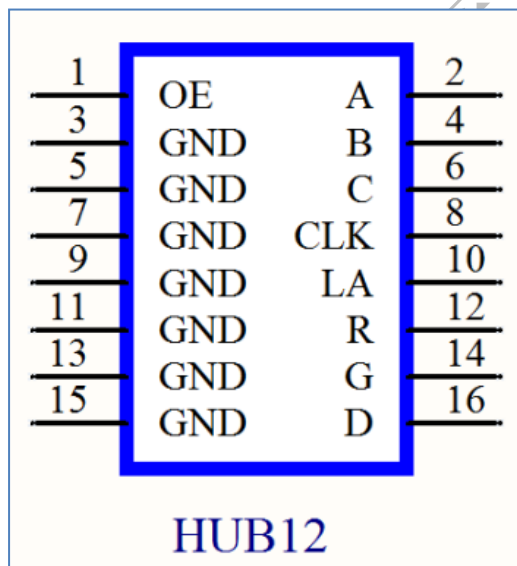 1 OE A 2
3 GND B 4
5 GND C 6
7 GND CLK 8
9 GND LA 10
11 GND R 12
13 GND G 14
15 GND D 16
HUB12